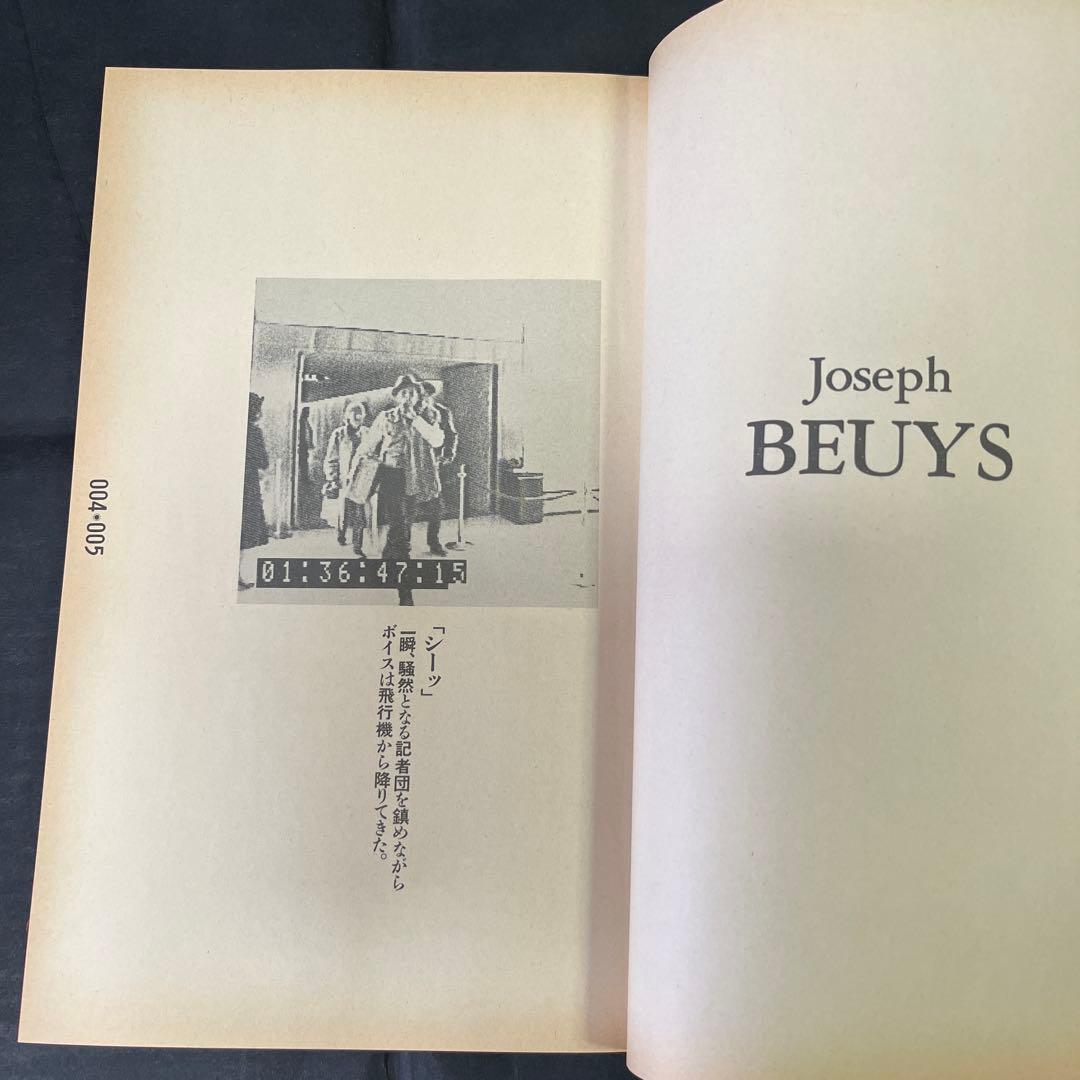 Joseph
BEUYS
01:36:47:15
「シーッ」
一瞬、騒然となる記者団を鎮めながら
ボイスは飛行機から降りてきた。
004•005